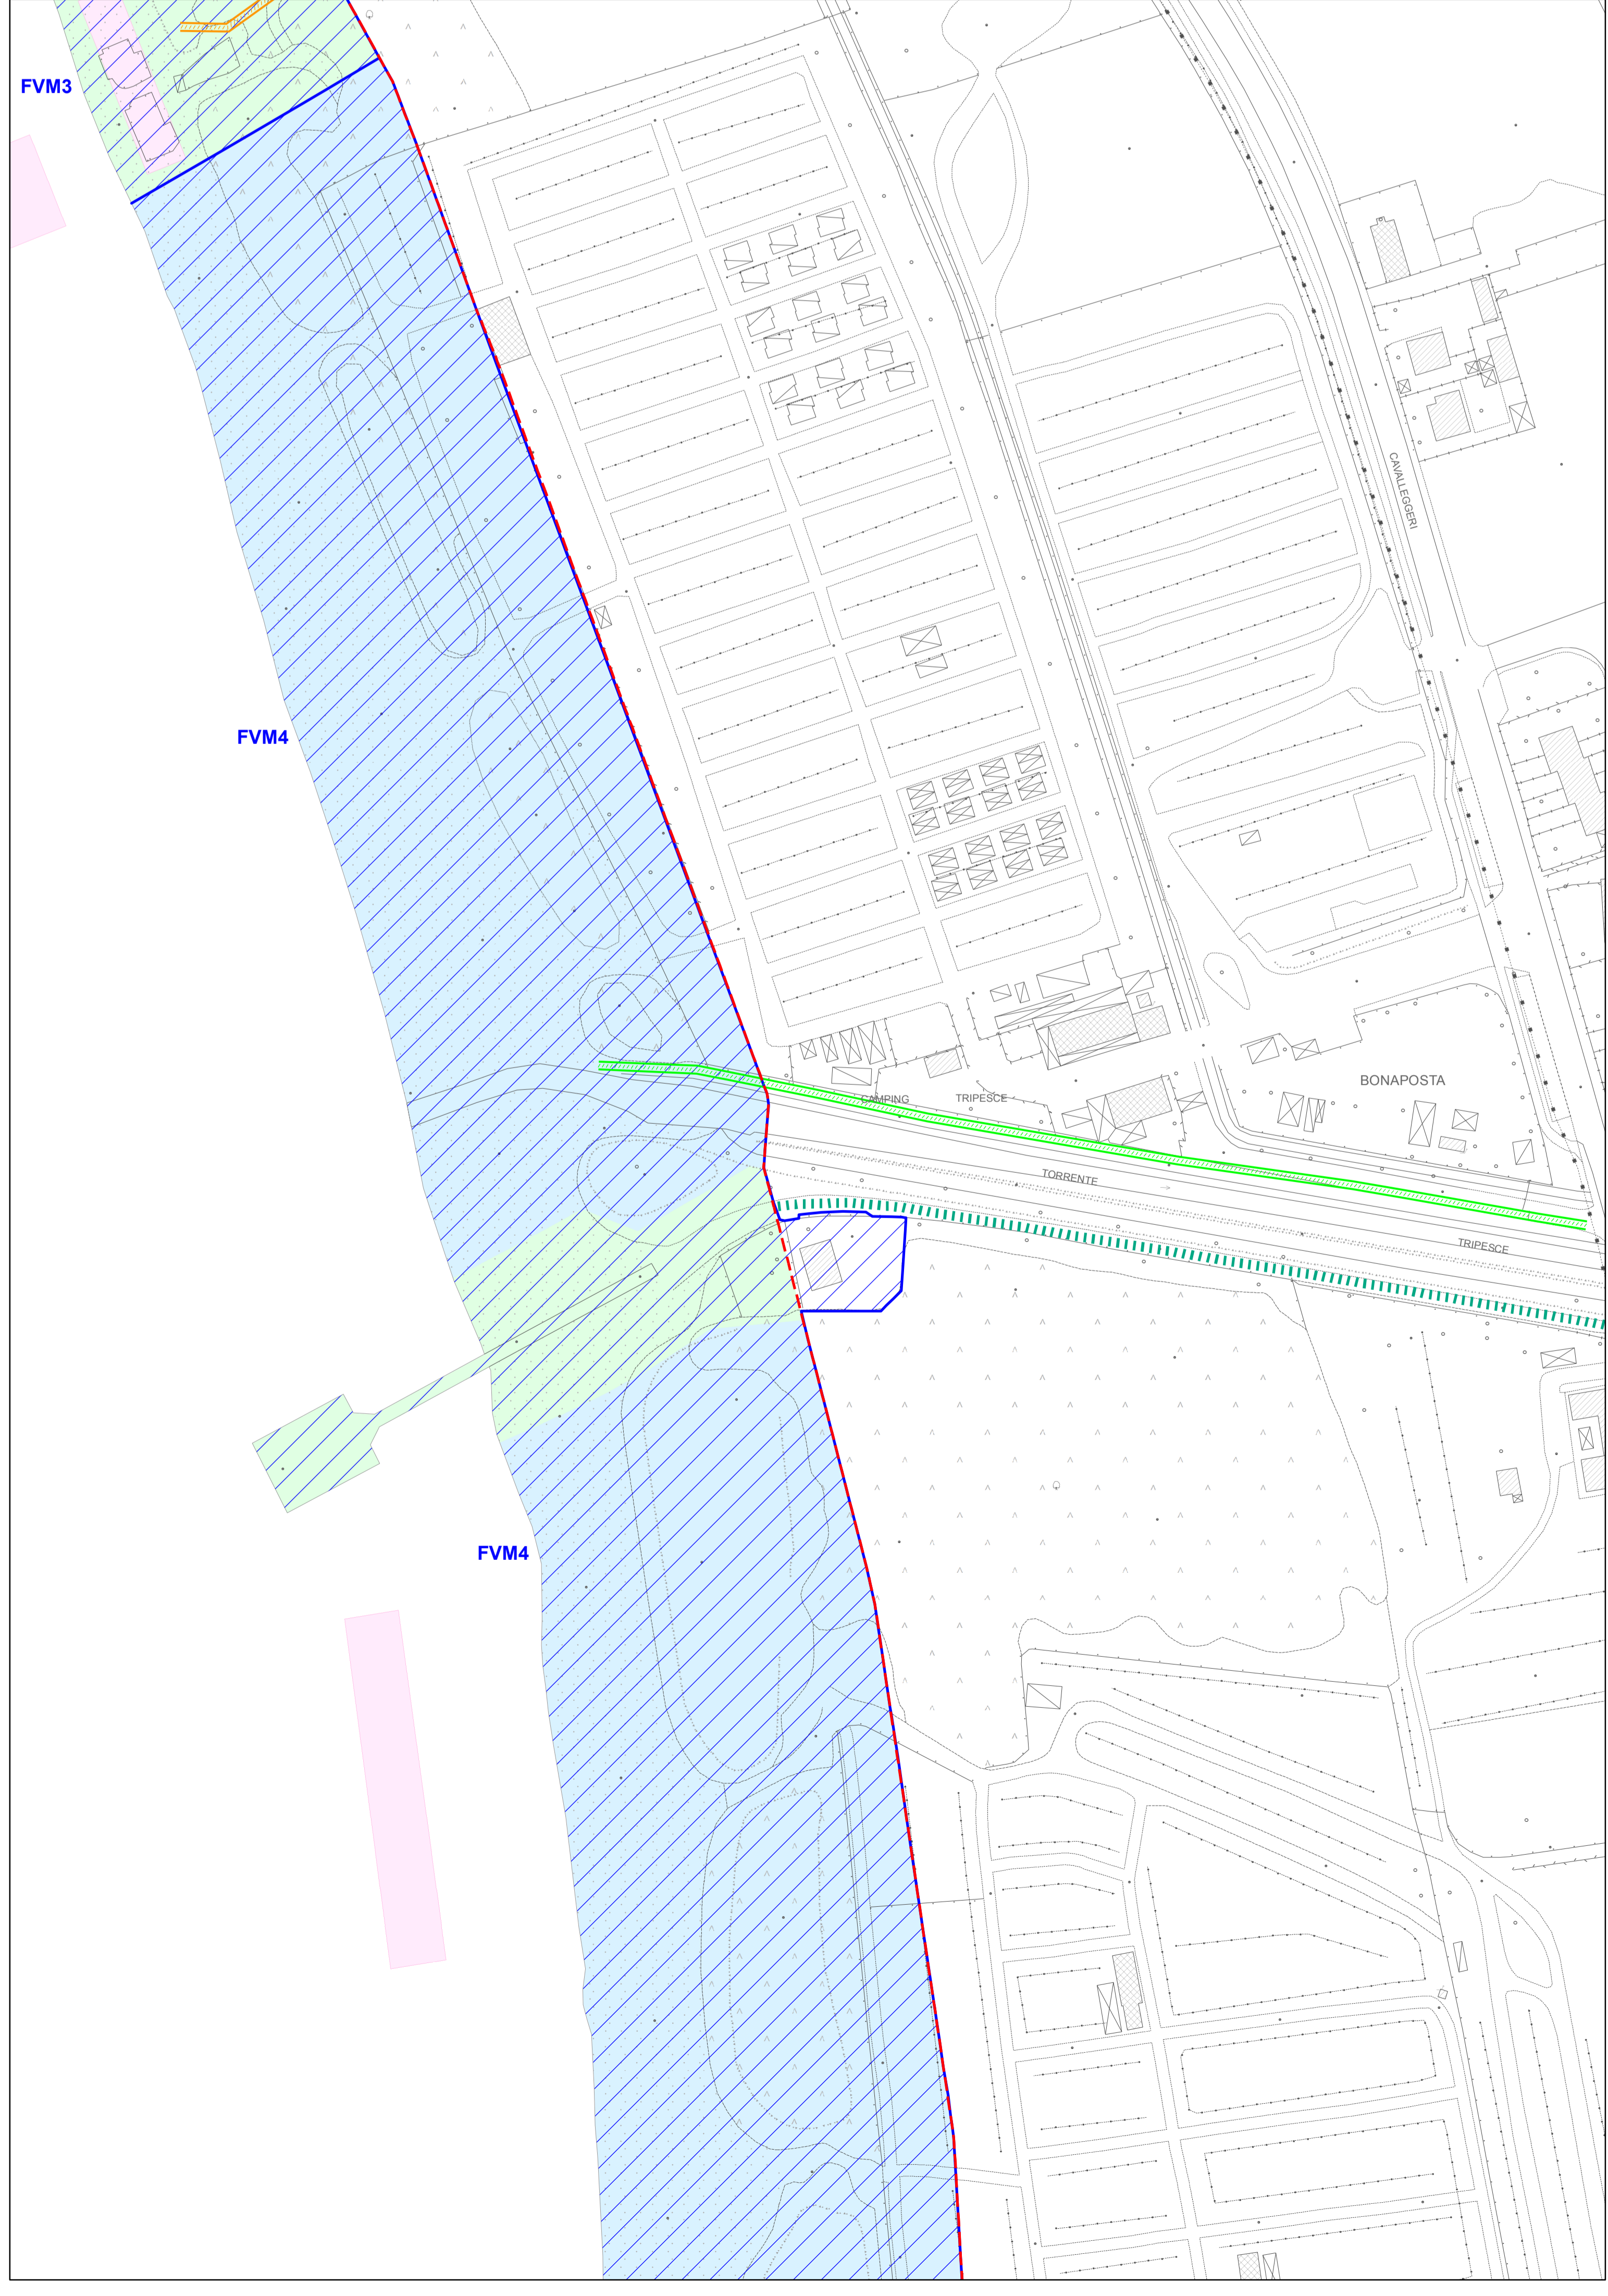 FVM3
CAVALLEGGERI
FVM4
BONAPOSTA
CAMPING TRIPESCE
TORRENTE
TRIPESCE
FVM4